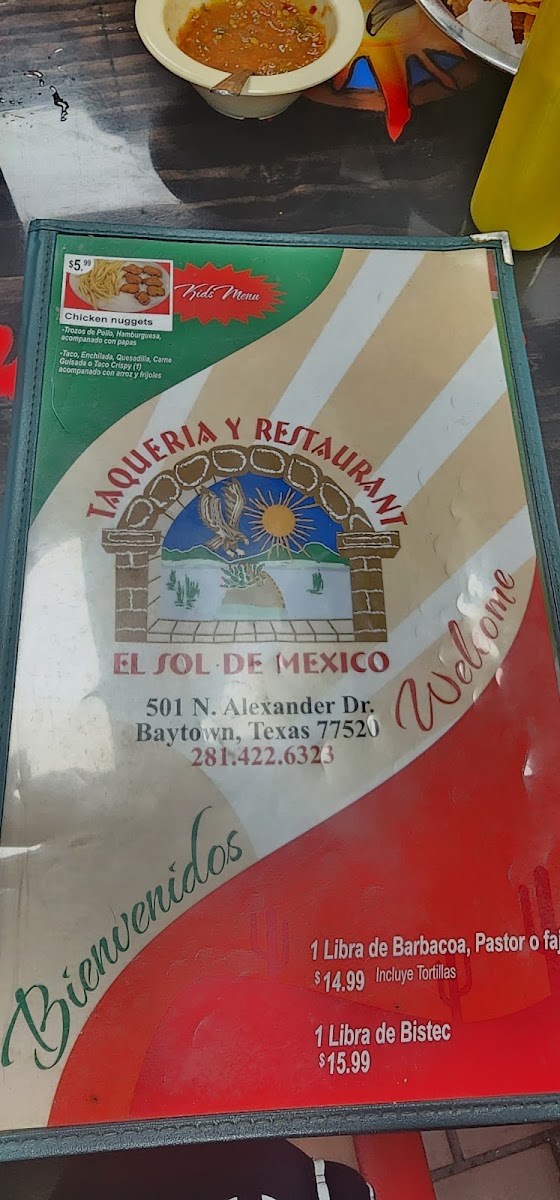 $5.99
Kids Menu
Chicken nuggets
-Trozos de Pollo, Hamburguesa,
acompanado con papas
-Taco, Enchilada, Quesadilla, Carne
Guisada o Taco Crispy (1)
acompanado con arroz y frijoles
TAQUERIA Y RESTAURANT
EL SOL DE MEXICO
501 N. Alexander Dr.
Baytown, Texas 77520
281.422.6323
Welcome
Bienvenidos
1 Libra de Barbacoa, Pastor o
$14.99 Incluye Tortillas
1 Libra de Bistec
$15.99